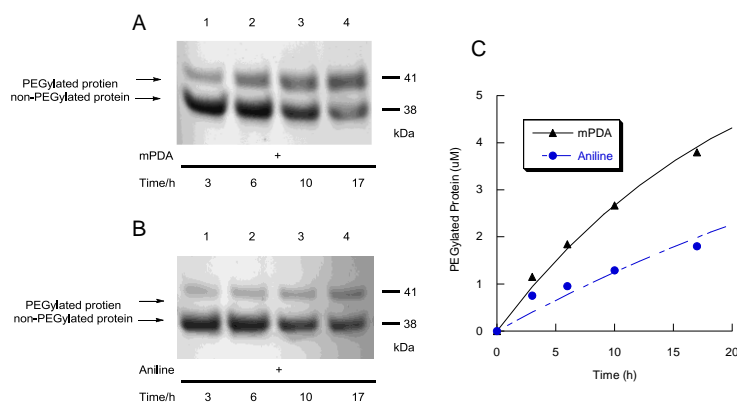 A
1 2 3 4
PEGylated protien
non-PEGylated protein
41
38
kDa
mPDA +
Time/h 3 6 10 17
B
1 2 3 4
PEGylated protien
non-PEGylated protein
41
38
kDa
Aniline +
Time/h 3 6 10 17
C
PEGylated Protein (uM)
5
4
3
2
1
0
mPDA
Aniline
0 5 10 15 20
Time (h)